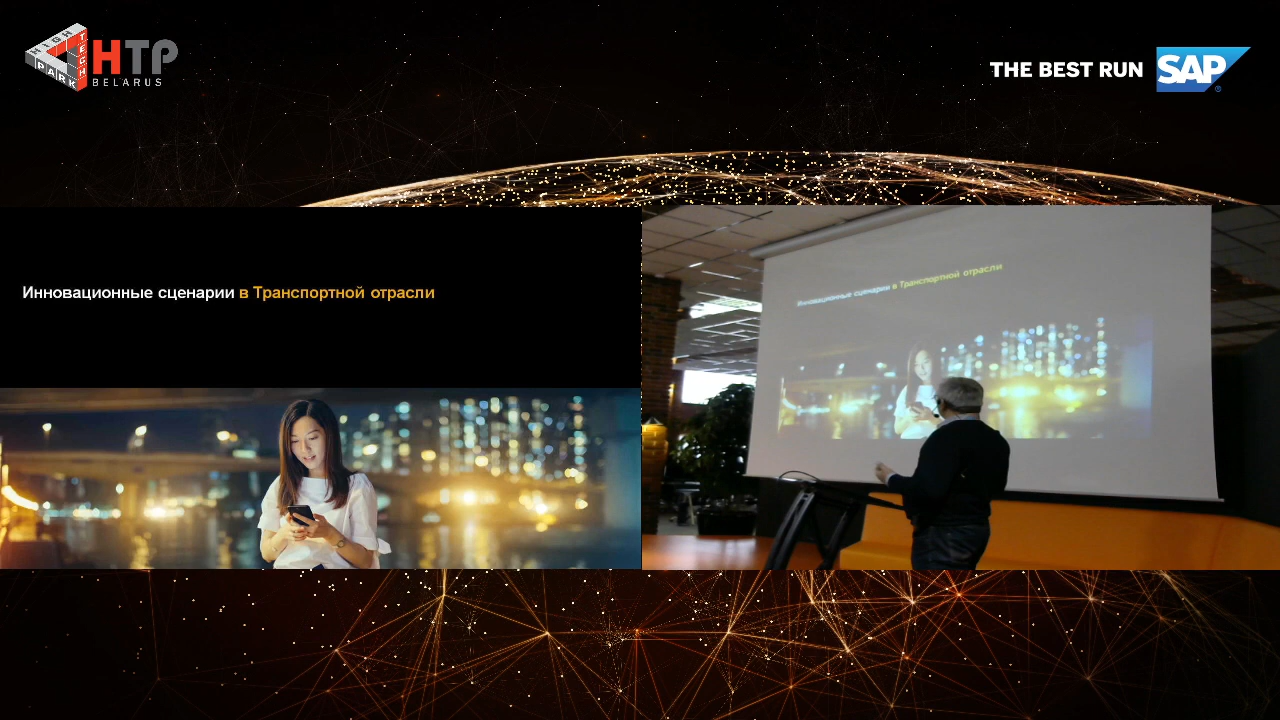 HIGH
TECH
PARK
HTP
BELARUS
THE BEST RUN SAP
Инновационные сценарии в Транспортной отрасли
Инновационные сценарии в Транспортной отрасли